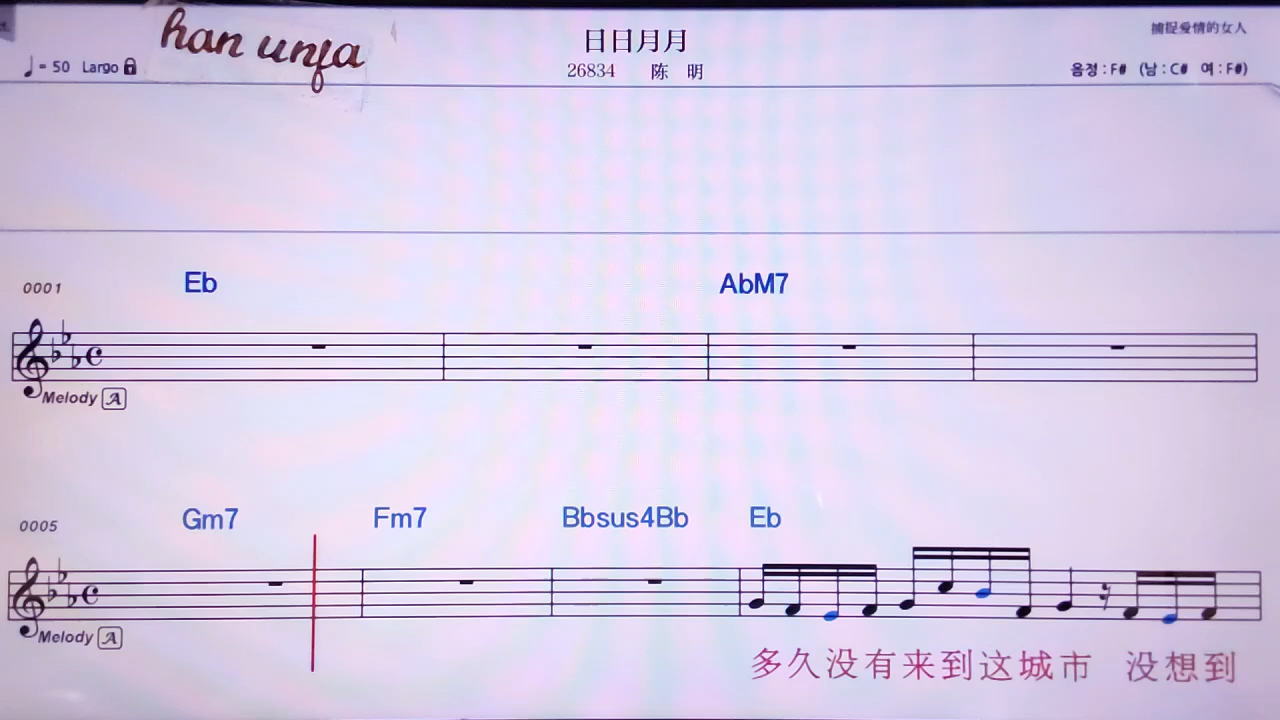 han unfa
日日月月
捕捉爱情的女人
♩ = 50 Largo
26834 陈 明
음정 : F# (남 : C# 여 : F#)
0001 Eb AbM7
Melody A
0005 Gm7 Fm7 Bbsus4Bb Eb
Melody A
多久没有来到这城市 没想到